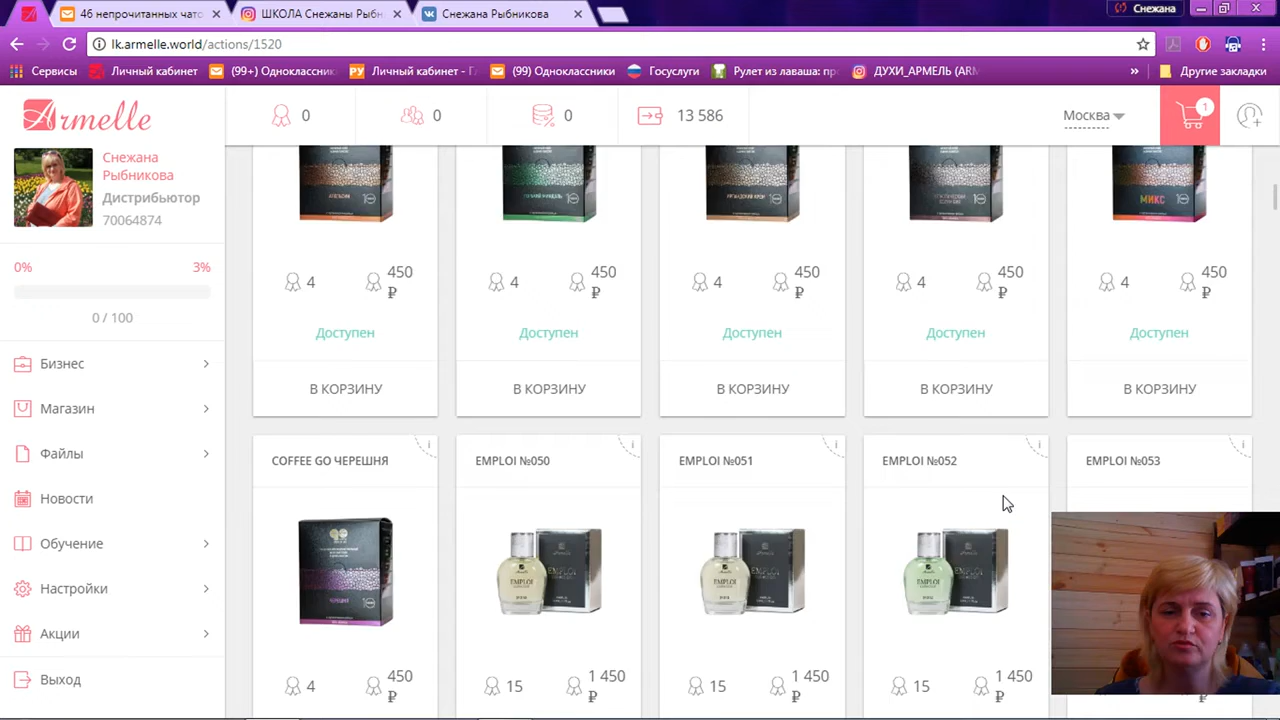 46 непрочитанных чато
ШКОЛА Снежаны Рыбн
Снежана Рыбникова
Снежана
lk.armelle.world/actions/1520
Сервисы
Личный кабинет
(99+) Одноклассник
Личный кабинет - Г
(99) Одноклассники
Госуслуги
Рулет из лаваша: пр
ДУХИ_АРМЕЛЬ (ARM
»
Другие закладки
Armelle
0
0
0
13 586
Москва
1
Снежана
Рыбникова
Дистрибьютор
70064874
0% 3%
0 / 100
Бизнес
Магазин
Файлы
Новости
Обучение
Настройки
Акции
Выход
АПЕЛЬСИН
МИКС
4 450 ₽
4 450 ₽
4 450 ₽
4 450 ₽
4 450 ₽
Доступен
Доступен
Доступен
Доступен
Доступен
В КОРЗИНУ
В КОРЗИНУ
В КОРЗИНУ
В КОРЗИНУ
В КОРЗИНУ
COFFEE GO ЧЕРЕШНЯ
EMPLOI №050
EMPLOI №051
EMPLOI №052
EMPLOI №053
ЧЕРЕШНЯ
EMPLOI
EMPLOI
EMPLOI
4 450 ₽
15 1 450 ₽
15 1 450 ₽
15 1 450 ₽